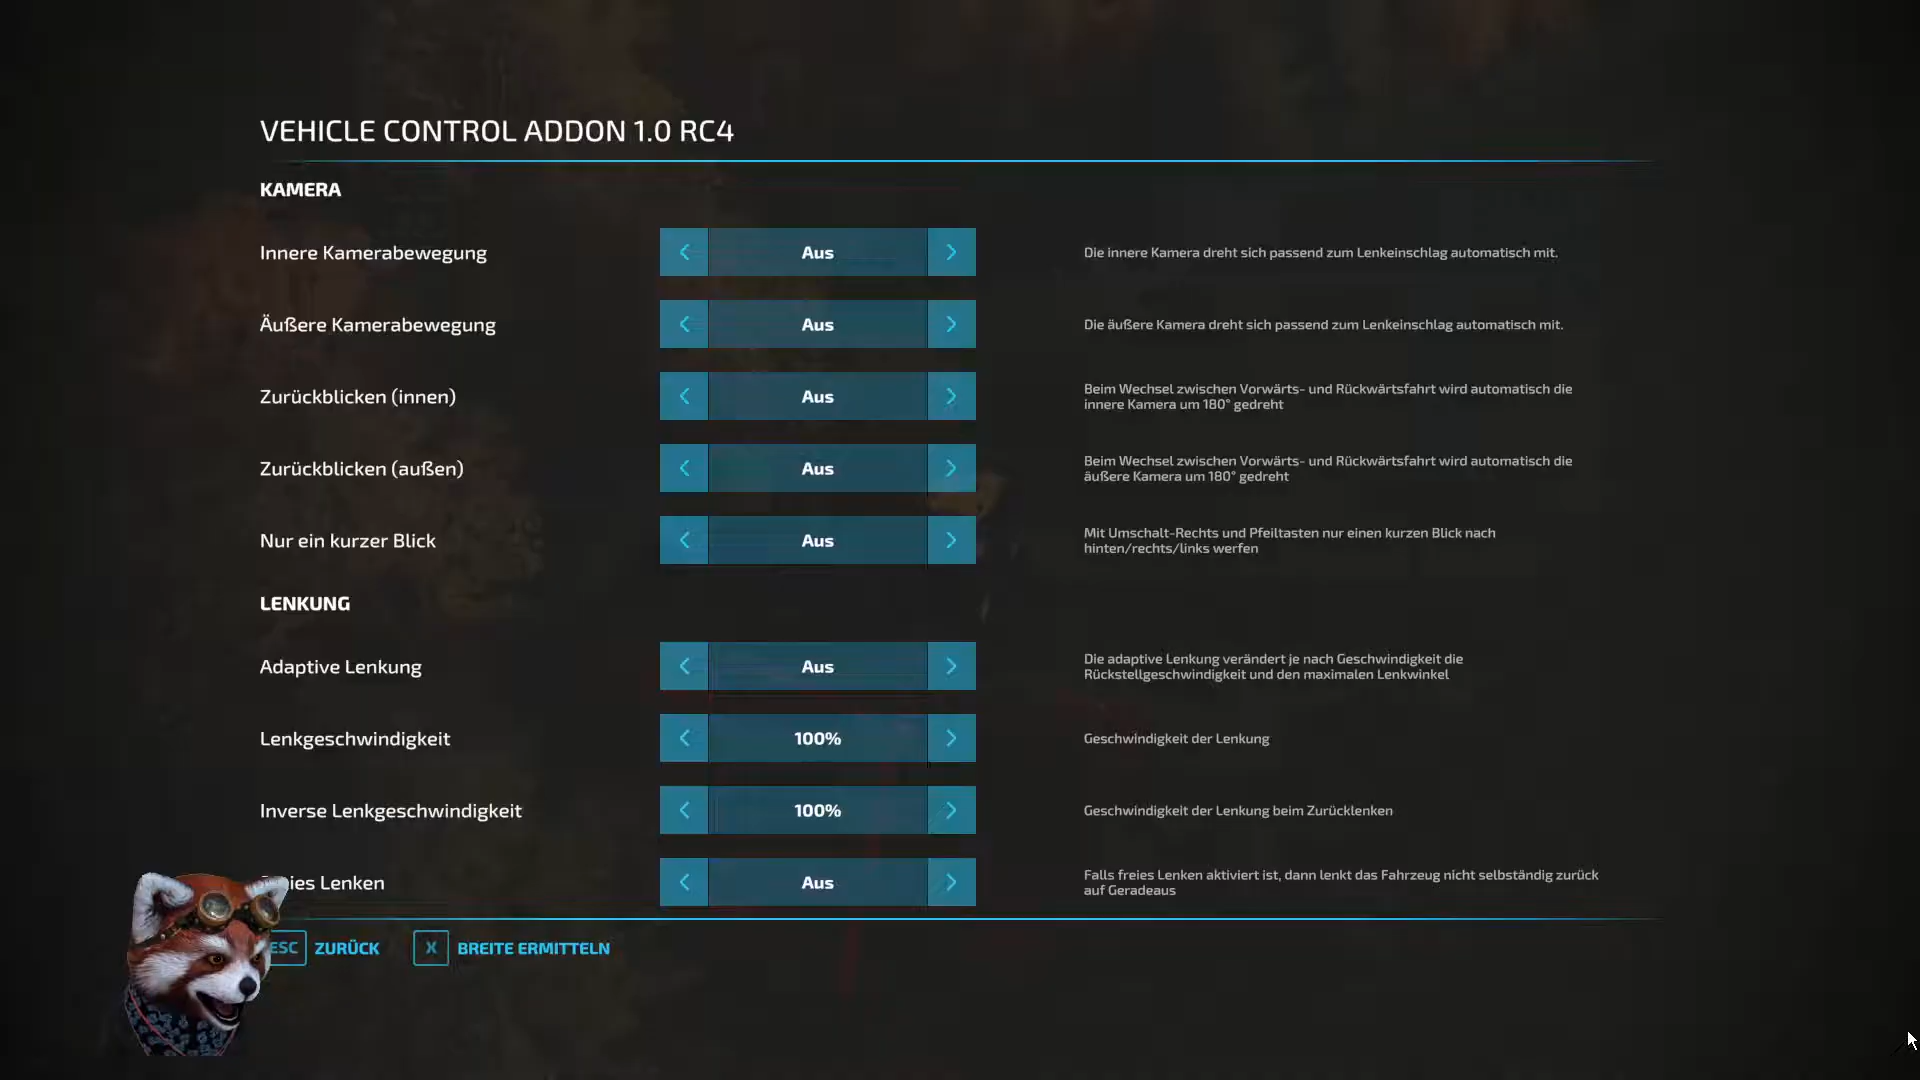 VEHICLE CONTROL ADDON 1.0 RC4
KAMERA
Innere Kamerabewegung
Aus
Die innere Kamera dreht sich passend zum Lenkeinschlag automatisch mit.
Äußere Kamerabewegung
Aus
Die äußere Kamera dreht sich passend zum Lenkeinschlag automatisch mit.
Zurückblicken (innen)
Aus
Beim Wechsel zwischen Vorwärts- und Rückwärtsfahrt wird automatisch die
innere Kamera um 180° gedreht
Zurückblicken (außen)
Aus
Beim Wechsel zwischen Vorwärts- und Rückwärtsfahrt wird automatisch die
äußere Kamera um 180° gedreht
Nur ein kurzer Blick
Aus
Mit Umschalt-Rechts und Pfeiltasten nur einen kurzen Blick nach
hinten/rechts/links werfen
LENKUNG
Adaptive Lenkung
Aus
Die adaptive Lenkung verändert je nach Geschwindigkeit die
Rückstellgeschwindigkeit und den maximalen Lenkwinkel
Lenkgeschwindigkeit
100%
Geschwindigkeit der Lenkung
Inverse Lenkgeschwindigkeit
100%
Geschwindigkeit der Lenkung beim Zurücklenken
Lenken
Aus
Falls freies Lenken aktiviert ist, dann lenkt das Fahrzeug nicht selbständig zurück
auf Geradeaus
ESC ZURÜCK
X BREITE ERMITTELN